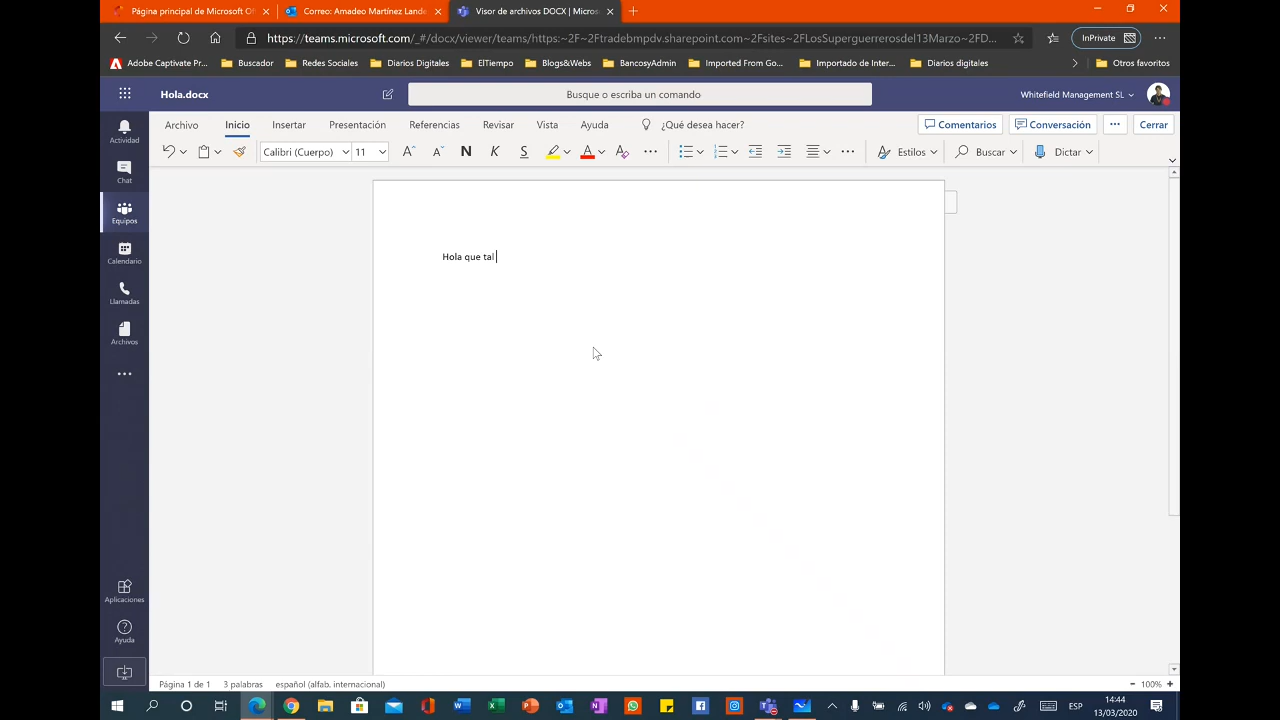 Página principal de Microsoft Of
Correo: Amadeo Martínez Lande
Visor de archivos DOCX | Micros
https://teams.microsoft.com/_#/docx/viewer/teams/https:~2F~2Ftradebmpdv.sharepoint.com~2Fsites~2FLosSuperguerrerosdel13Marzo~2FD...
InPrivate
Adobe Captivate Pr...
Buscador
Redes Sociales
Diarios Digitales
ElTiempo
Blogs&Webs
BancosyAdmin
Imported From Go...
Importado de Inter...
Diarios digitales
Otros favoritos
Hola.docx
Busque o escriba un comando
Whitefield Management SL
Archivo
Inicio
Insertar
Presentación
Referencias
Revisar
Vista
Ayuda
¿Qué desea hacer?
Comentarios
Conversación
Cerrar
Calibri (Cuerpo)
11
N
K
S
Estilos
Buscar
Dictar
Actividad
Chat
Equipos
Calendario
Llamadas
Archivos
Aplicaciones
Ayuda
Hola que tal
Página 1 de 1
3 palabras
español (alfab. internacional)
100%
ESP
14:44
13/03/2020